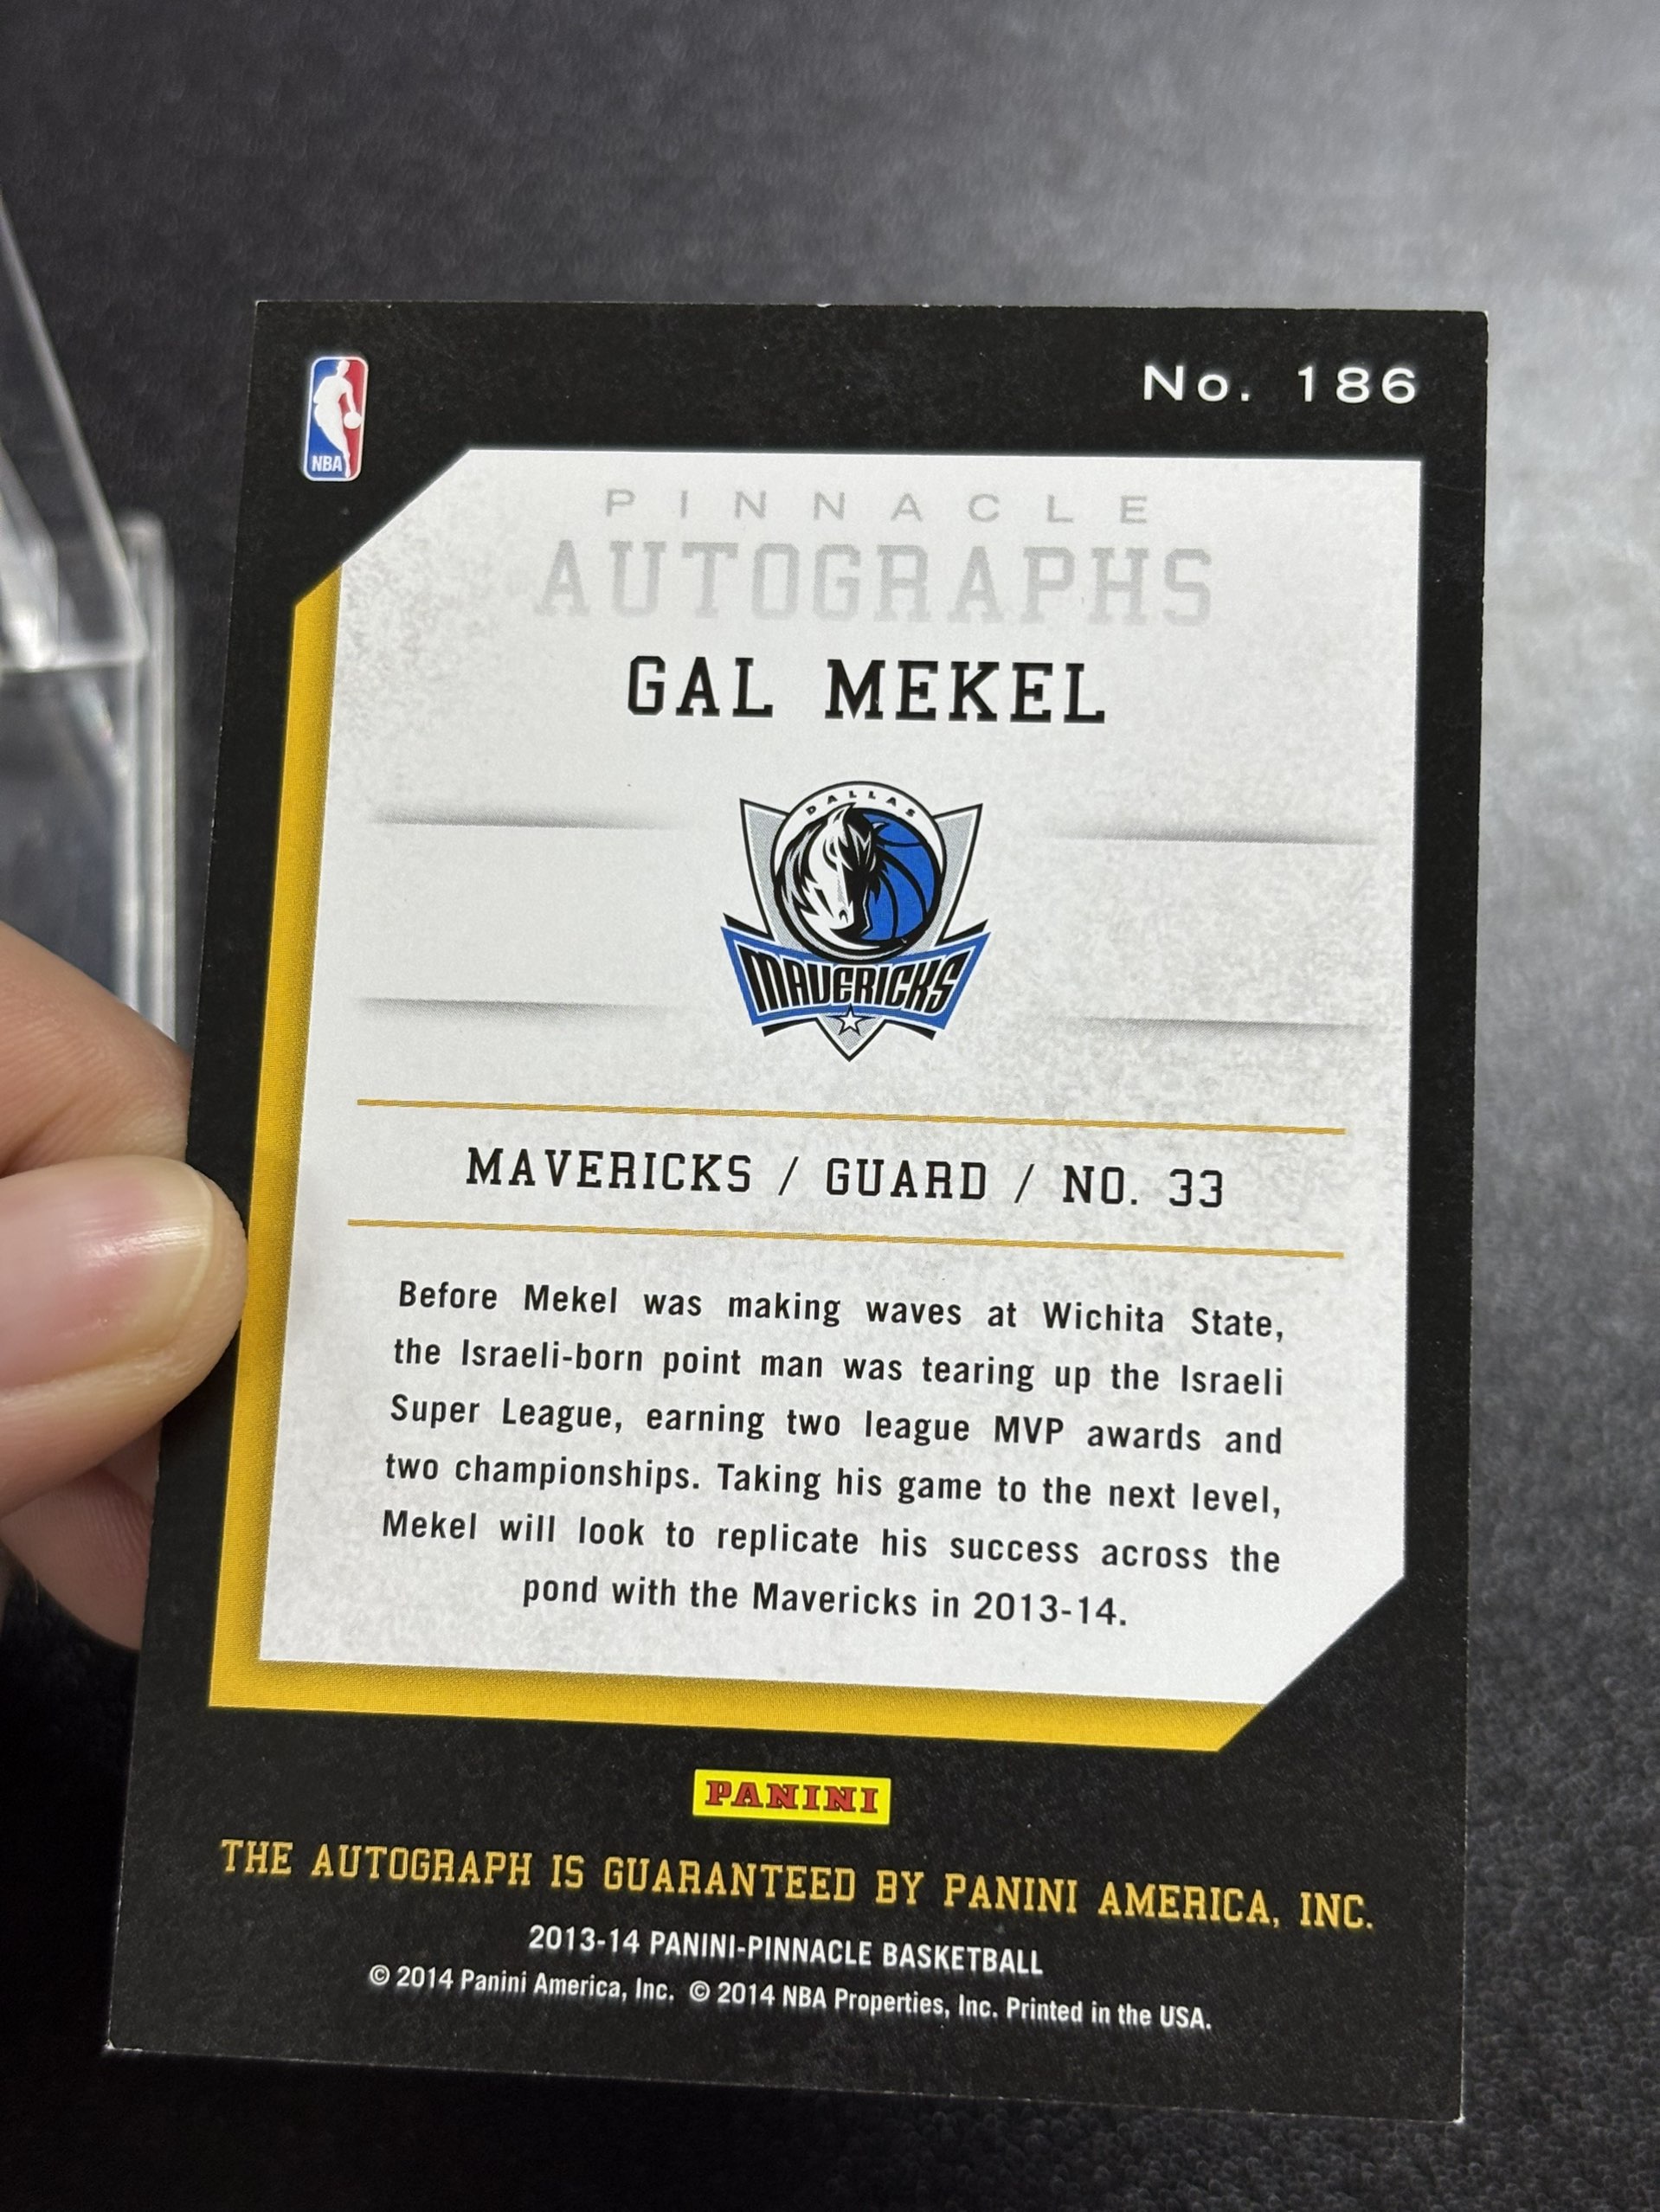 NBA
No. 186
PINNACLE
AUTOGRAPHS
GAL MEKEL
DALLAS
MAVERICKS
MAVERICKS / GUARD / NO. 33
Before Mekel was making waves at Wichita State,
the Israeli-born point man was tearing up the Israeli
Super League, earning two league MVP awards and
two championships. Taking his game to the next level,
Mekel will look to replicate his success across the
pond with the Mavericks in 2013-14.
PANINI
THE AUTOGRAPH IS GUARANTEED BY PANINI AMERICA, INC.
2013-14 PANINI-PINNACLE BASKETBALL
© 2014 Panini America, Inc. © 2014 NBA Properties, Inc. Printed in the USA.